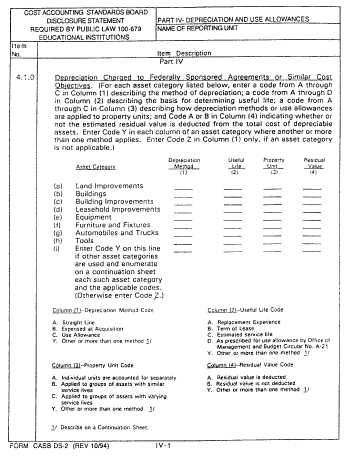 COST ACCOUNTING STANDARDS BOARD
DISCLOSURE STATEMENT
REQUIRED BY PUBLIC LAW 100-679
EDUCATIONAL INSTITUTIONS
PART IV- DEPRECIATION AND USE ALLOWANCES
NAME OF REPORTING UNIT
Item
No.
Item Description
Part IV
4.1.0
Depreciation Charged to Federally Sponsored Agreements or Similar Cost
Objectives. (For each asset category listed below, enter a code from A through
C in Column (1) describing the method of depreciation; a code from A through D
in Column (2) describing the basis for determining useful life; a code from A
through C in Column (3) describing how depreciation methods or use allowances
are applied to property units; and Code A or B in Column (4) indicating whether or
not the estimated residual value is deducted from the total cost of depreciable
assets. Enter Code Y in each column of an asset category where another or more
than one method applies. Enter Code Z in Column (1) only, if an asset category
is not applicable.)
Asset Category
Depreciation
Method
(1)
Useful
Life
(2)
Property
Unit
(3)
Residual
Value
(4)
(a) Land Improvements
(b) Buildings
(c) Building Improvements
(d) Leasehold Improvements
(e) Equipment
(f) Furniture and Fixtures
(g) Automobiles and Trucks
(h) Tools
(i) Enter Code Y on this line
if other asset categories
are used and enumerate
on a continuation sheet
each such asset category
and the applicable codes.
(Otherwise enter Code Z.)
Column (1)--Depreciation Method Code
A. Straight Line
B. Expensed at Acquisition
C. Use Allowance
Y. Other or more than one method 1/
Column (2)--Useful Life Code
A. Replacement Experience
B. Term of Lease
C. Estimated service life
D. As prescribed for use allowance by Office of
Management and Budget Circular No. A-21
Y. Other or more than one method 1/
Column (3)--Property Unit Code
A. Individual units are accounted for separately
B. Applied to groups of assets with similar
service lives
C. Applied to groups of assets with varying
service lives
Y. Other or more than one method 1/
Column (4)--Residual Value Code
A. Residual value is deducted
B. Residual value is not deducted
Y. Other or more than one method 1/
1/ Describe on a Continuation Sheet.
FORM CASB DS-2 (REV 10/94)
IV-1